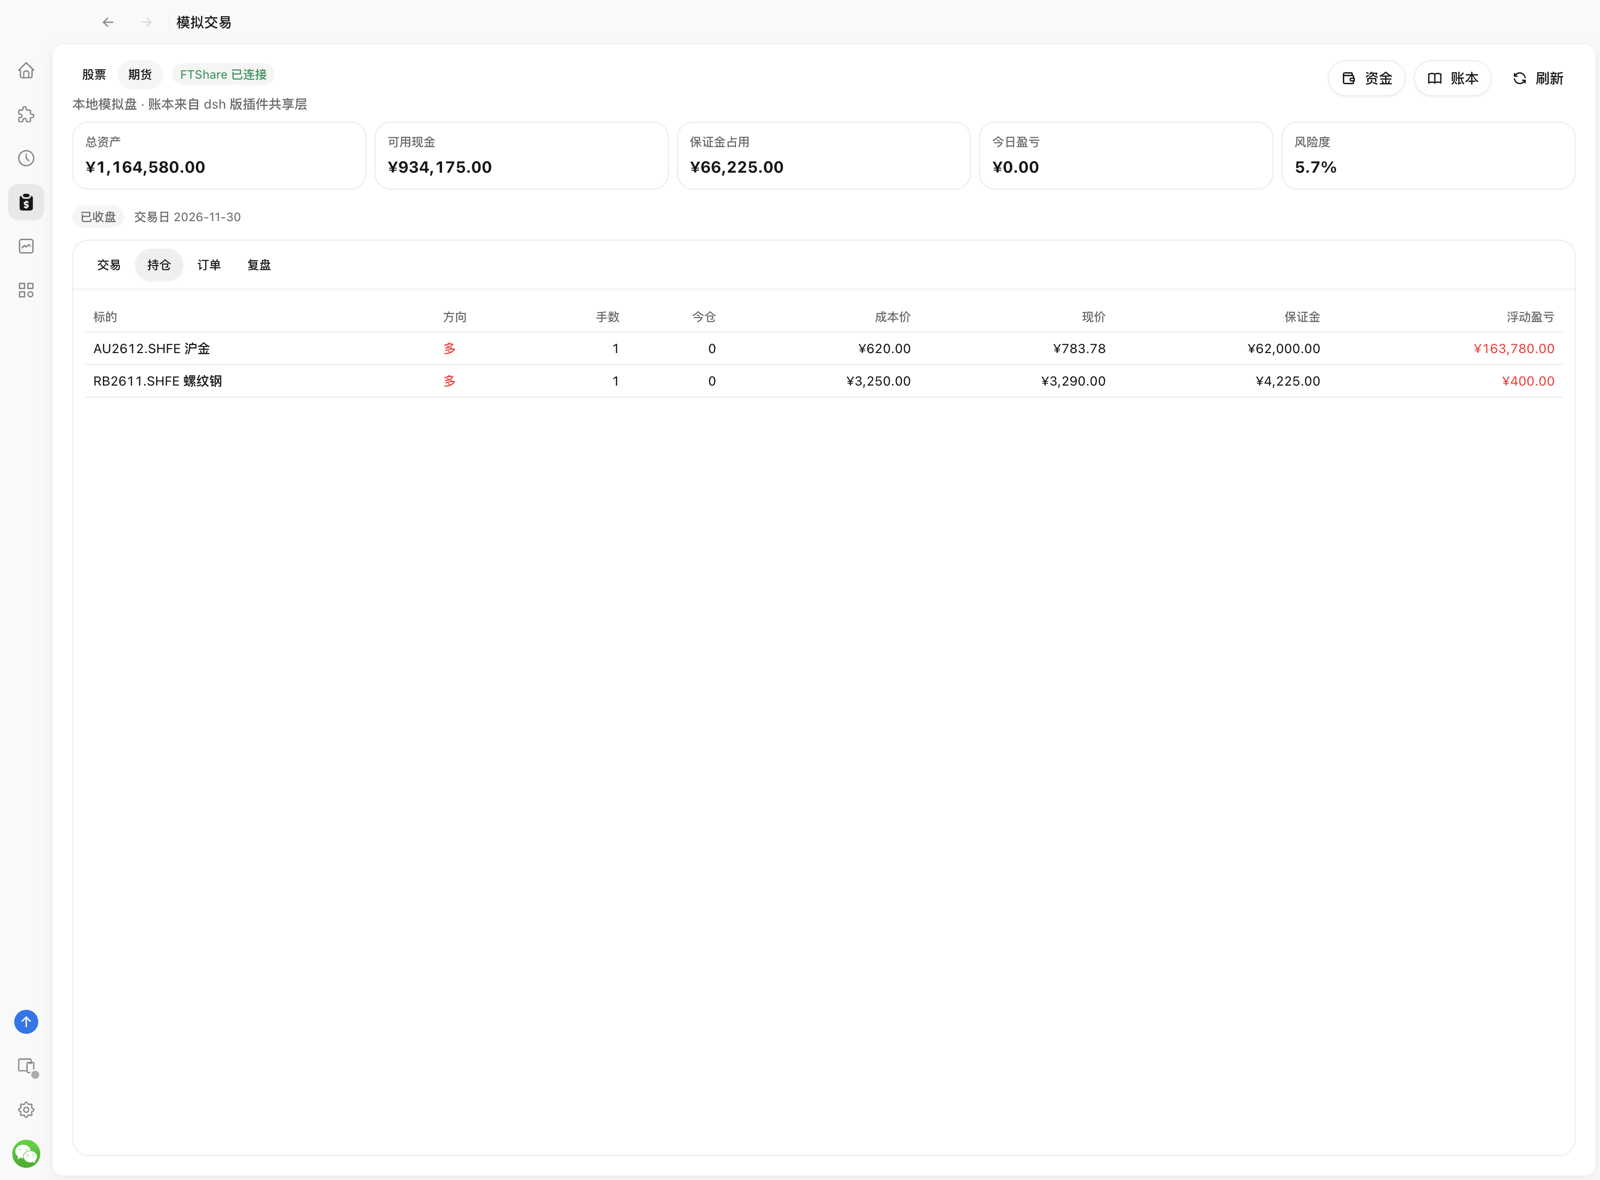 模拟交易
股票 期货 FTShare 已连接
资金 账本 刷新
本地模拟盘 · 账本来自 dsh 版插件共享层
总资产 可用现金 保证金占用 今日盈亏 风险度
¥1,164,580.00 ¥934,175.00 ¥66,225.00 ¥0.00 5.7%
已收盘 交易日 2026-11-30
交易 持仓 订单 复盘
标的 方向 手数 今仓 成本价 现价 保证金 浮动盈亏
AU2612.SHFE 沪金 多 1 0 ¥620.00 ¥783.78 ¥62,000.00 ¥163,780.00
RB2611.SHFE 螺纹钢 多 1 0 ¥3,250.00 ¥3,290.00 ¥4,225.00 ¥400.00